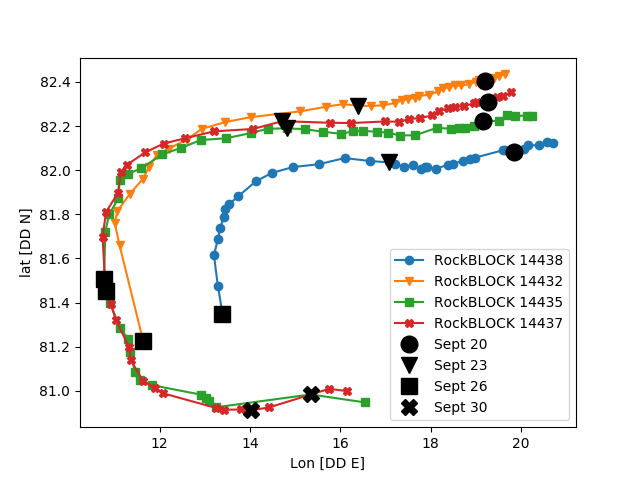 82.4
82.2
82.0
81.8
81.6
81.4
81.2
81.0
lat [DD N]
12
14
16
18
20
Lon [DD E]
RockBLOCK 14438
RockBLOCK 14432
RockBLOCK 14435
RockBLOCK 14437
Sept 20
Sept 23
Sept 26
Sept 30